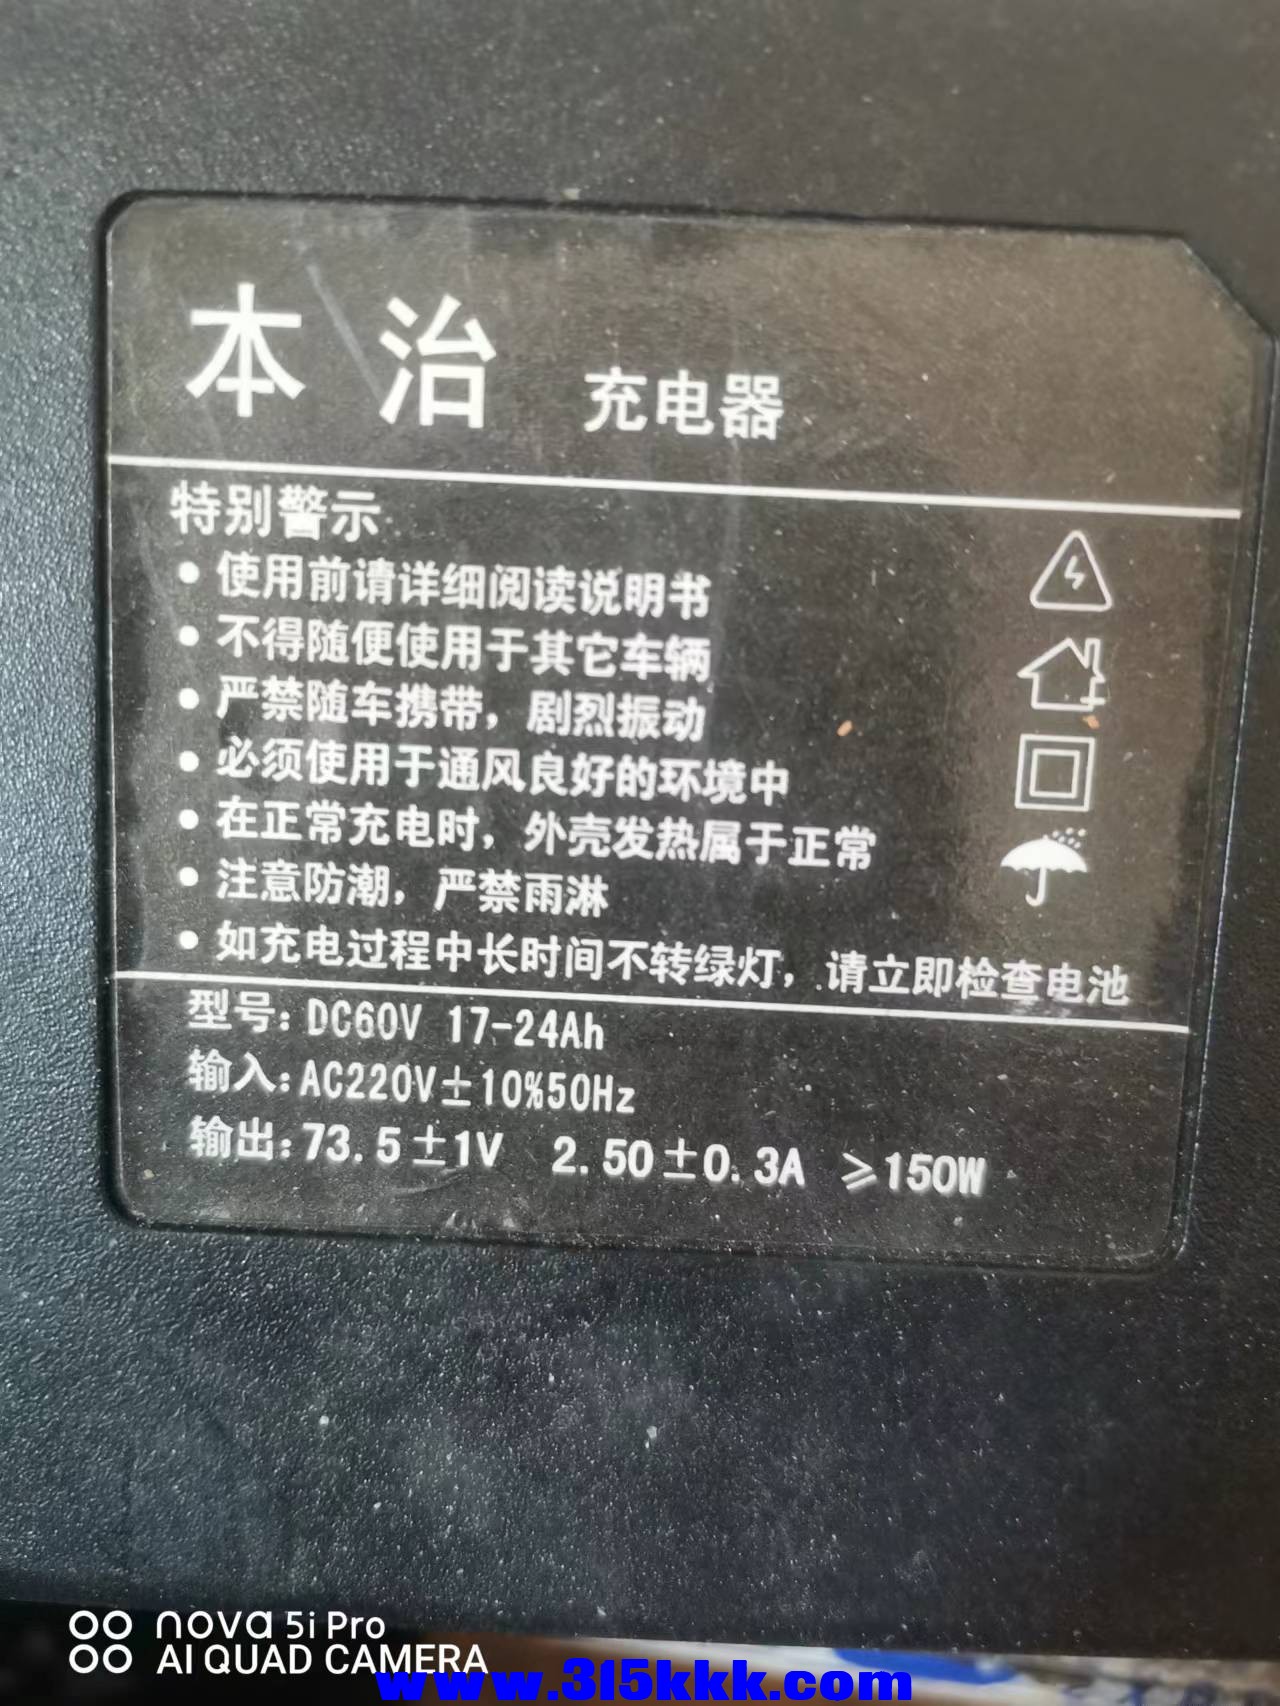 本治 充电器
特别警示
• 使用前请详细阅读说明书
• 不得随便使用于其它车辆
• 严禁随车携带，剧烈振动
• 必须使用于通风良好的环境中
• 在正常充电时，外壳发热属于正常
• 注意防潮，严禁雨淋
• 如充电过程中长时间不转绿灯，请立即检查电池
型号: DC60V 17-24Ah
输入: AC220V±10%50Hz
输出: 73.5±1V 2.50±0.3A ⩾150W
nova 5i Pro
AI QUAD CAMERA
www.315kkk.com